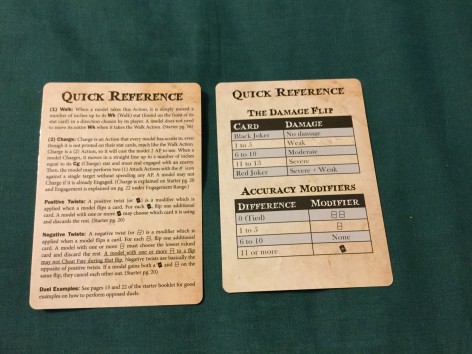 QUICK REFERENCE
(1) Walk: When a model takes this Action, it is simply moved a
number of inches up to its Wk (Walk) stat (found on the front of its
stat card) in a direction chosen by its player. A model does not need
to move its entire Wk when it takes the Walk Action. (Starter pg. 26)
(2) Charge: Charge is an Action that every model has access to, even
though it is not printed on their stat cards, much like the Walk Action.
Charge is a (2) Action, so it will cost the model 2 AP to use. When a
model Charges, it moves in a straight line up to a number of inches
equal to its Cg (Charge) stat and must end engaged with an enemy.
Then, the model may perform two (1) Attack Actions with the icon
against a single target without spending any AP. A model may not
Charge if it is already Engaged. (Charge is explained on Starter pg. 28
and Engagement is explained on pg. 27 under Engagement Range.)
Positive Twists: A positive twist (or) is a modifier which is
applied when a model flips a card. For each, flip one additional
card. A model with one or more may choose which card it is using
and discards the rest. (Starter pg. 20)
Negative Twists: A negative twist (or) is a modifier which is
applied when a model flips a card. For each, flip one additional
card. A model with one or more must choose the lowest valued
card and discard the rest. A model with one or more to a flip
may not Cheat Fate during that flip. Negative twists are basically the
opposite of positive twists. If a model gains both a and on
the same flip, they cancel each other out. (Starter pg. 20)
Duel Examples: See pages 19 and 22 of the starter booklet for good
examples on how to perform opposed duels.
QUICK REFERENCE
THE DAMAGE FLIP
CARD DAMAGE
Black Joker No damage
1 to 5 Weak
6 to 10 Moderate
11 to 13 Severe
Red Joker Severe + Weak
ACCURACY MODIFIERS
DIFFERENCE MODIFIER
0 (Tied)
1 to 5
6 to 10 None
11 or more